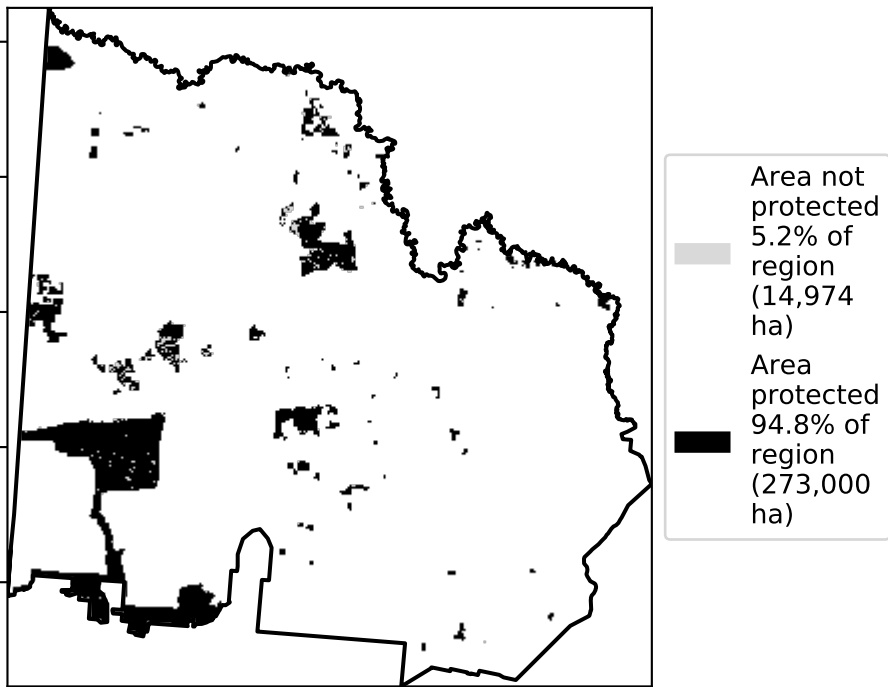 Area not
protected
5.2% of
region
(14,974
ha)
Area
protected
94.8% of
region
(273,000
ha)